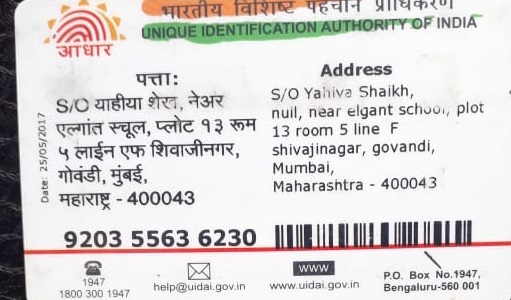 भारतीय विशिष्ट पहचान प्राधिकरण
UNIQUE IDENTIFICATION AUTHORITY OF INDIA
आधार
पत्ता:
S/O याहीया शेख, नेअर
एल्गांत स्चूल, प्लोट १३ रूम
५ लाईन एफ शिवाजीनगर,
गोवंडी, मुंबई,
महाराष्ट्र - 400043
Address
S/O Yahiya Shaikh,
nuil, near elgant school, plot
13 room 5 line F
shivajinagar, govandi,
Mumbai,
Maharashtra - 400043
Date: 25/05/2017
9203 5563 6230
1947
1800 300 1947
help@uidai.gov.in
www
www.uidai.gov.in
P.O. Box No.1947,
Bengaluru-560 001